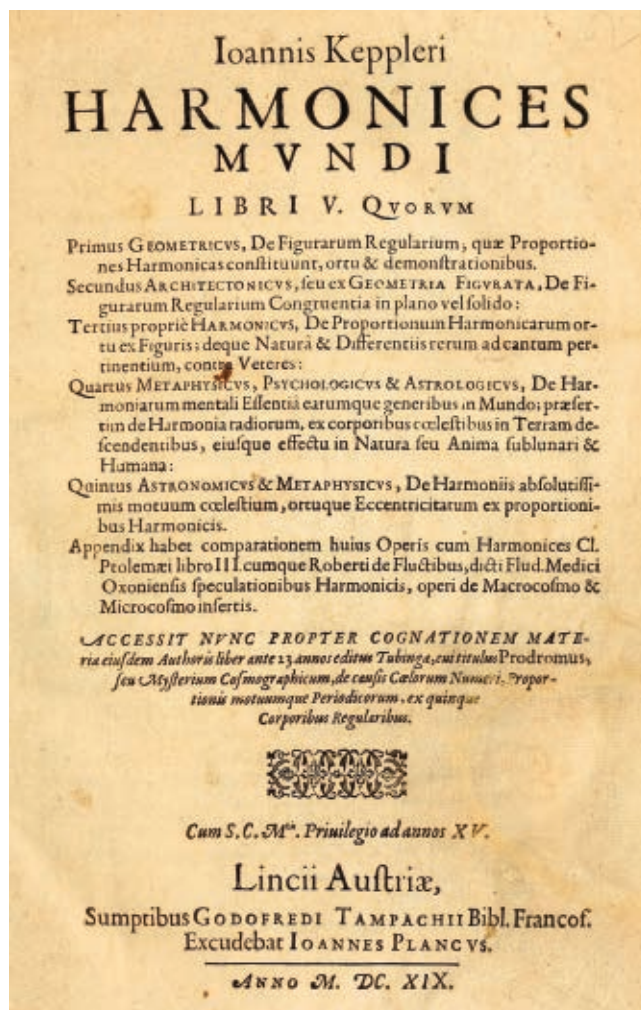 Ioannis Keppleri
HARMONICES
MVNDI
LIBRI V. QVORVM
Primus GEOMETRICVS, De Figurarum Regularium, quæ Proportio-
nes Harmonicas constituunt, ortu & demonstrationibus.
Secundus ARCHITECTONICVS, seu ex GEOMETRIA FIGVRATA, De Fi-
gurarum Regularium Congruentia in plano vel solido:
Tertius propriè HARMONICVS, De Proportionum Harmonicarum or-
tu ex Figuris; deque Naturâ & Differentiis rerum ad cantum per-
tinentium, contra Veteres:
Quartus METAPHYSICVS, PSYCHOLOGICVS & ASTROLOGICVS, De Har-
moniarum mentali Essentiâ earumque generibus in Mundo; præser-
tim de Harmonia radiorum, ex corporibus cœlestibus in Terram de-
scendentibus, eiusque effectu in Natura seu Anima sublunari &
Humana:
Quintus ASTRONOMICVS & METAPHYSICVS, De Harmoniis absolutissi-
mis motuum cœlestium, ortuque Eccentricitatum ex proportioni-
bus Harmonicis.
Appendix habet comparationem huius Operis cum Harmonices Cl.
Ptolemæi libro III. cumque Roberti de Fluctibus, dicti Flud. Medici
Oxoniensis speculationibus Harmonicis, operi de Macrocosmo &
Microcosmo insertis.
ACCESSIT NVNC PROPTER COGNATIONEM MATE-
ria eiusdem Authoris liber ante 23 annos editus Tubinga, cui titulus Prodromus,
seu Mysterium Cosmographicum, de causis Cœlorum Numeri, Propor-
tionis motuumque Periodicorum, ex quinque
Corporibus Regularibus.
Cum S. C. Mtis. Priuilegio ad annos XV.
Lincii Austriæ,
Sumptibus GODOFREDI TAMPACHII Bibl. Francof.
Excudebat IOANNES PLANCVS.
ANNO M. DC. XIX.